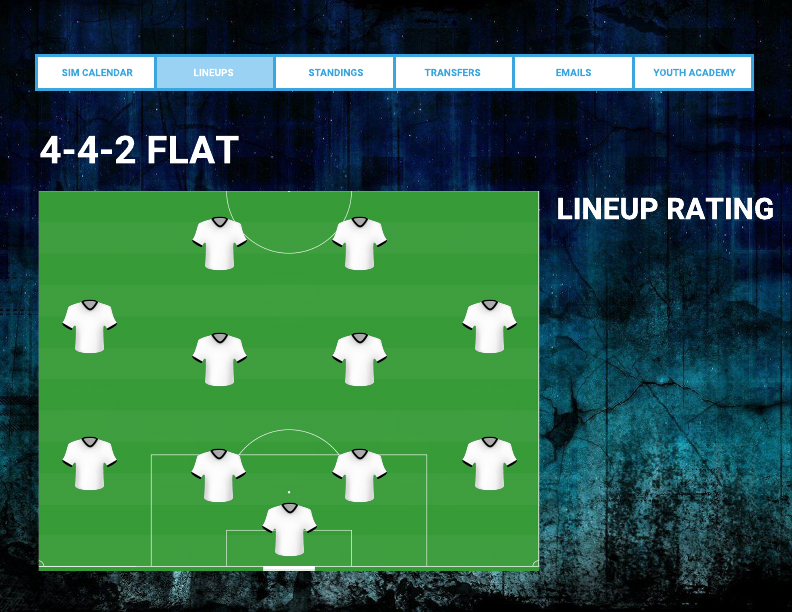 SIM CALENDAR
LINEUPS
STANDINGS
TRANSFERS
EMAILS
YOUTH ACADEMY
4-4-2 FLAT
LINEUP RATING